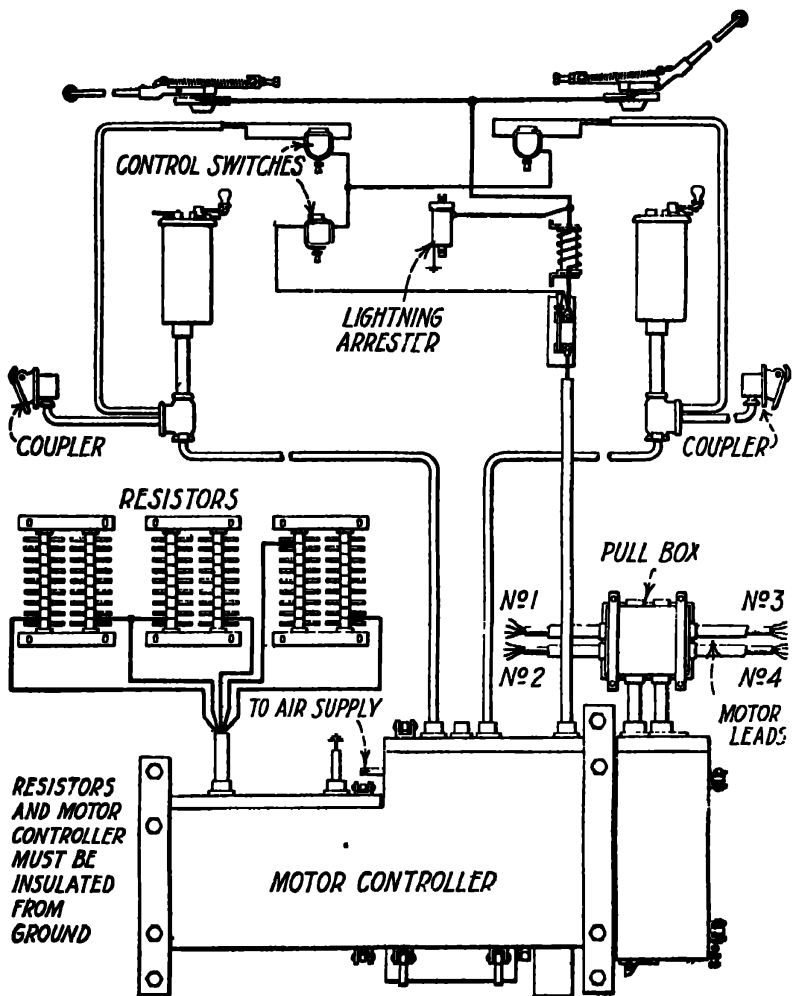 CONTROL SWITCHES
LIGHTNING
ARRESTER
COUPLER
COUPLER
RESISTORS
PULL BOX
Nº1
Nº3
Nº2
Nº4
TO AIR SUPPLY
MOTOR
LEADS
RESISTORS
AND MOTOR
CONTROLLER
MUST BE
INSULATED
FROM
GROUND
MOTOR CONTROLLER